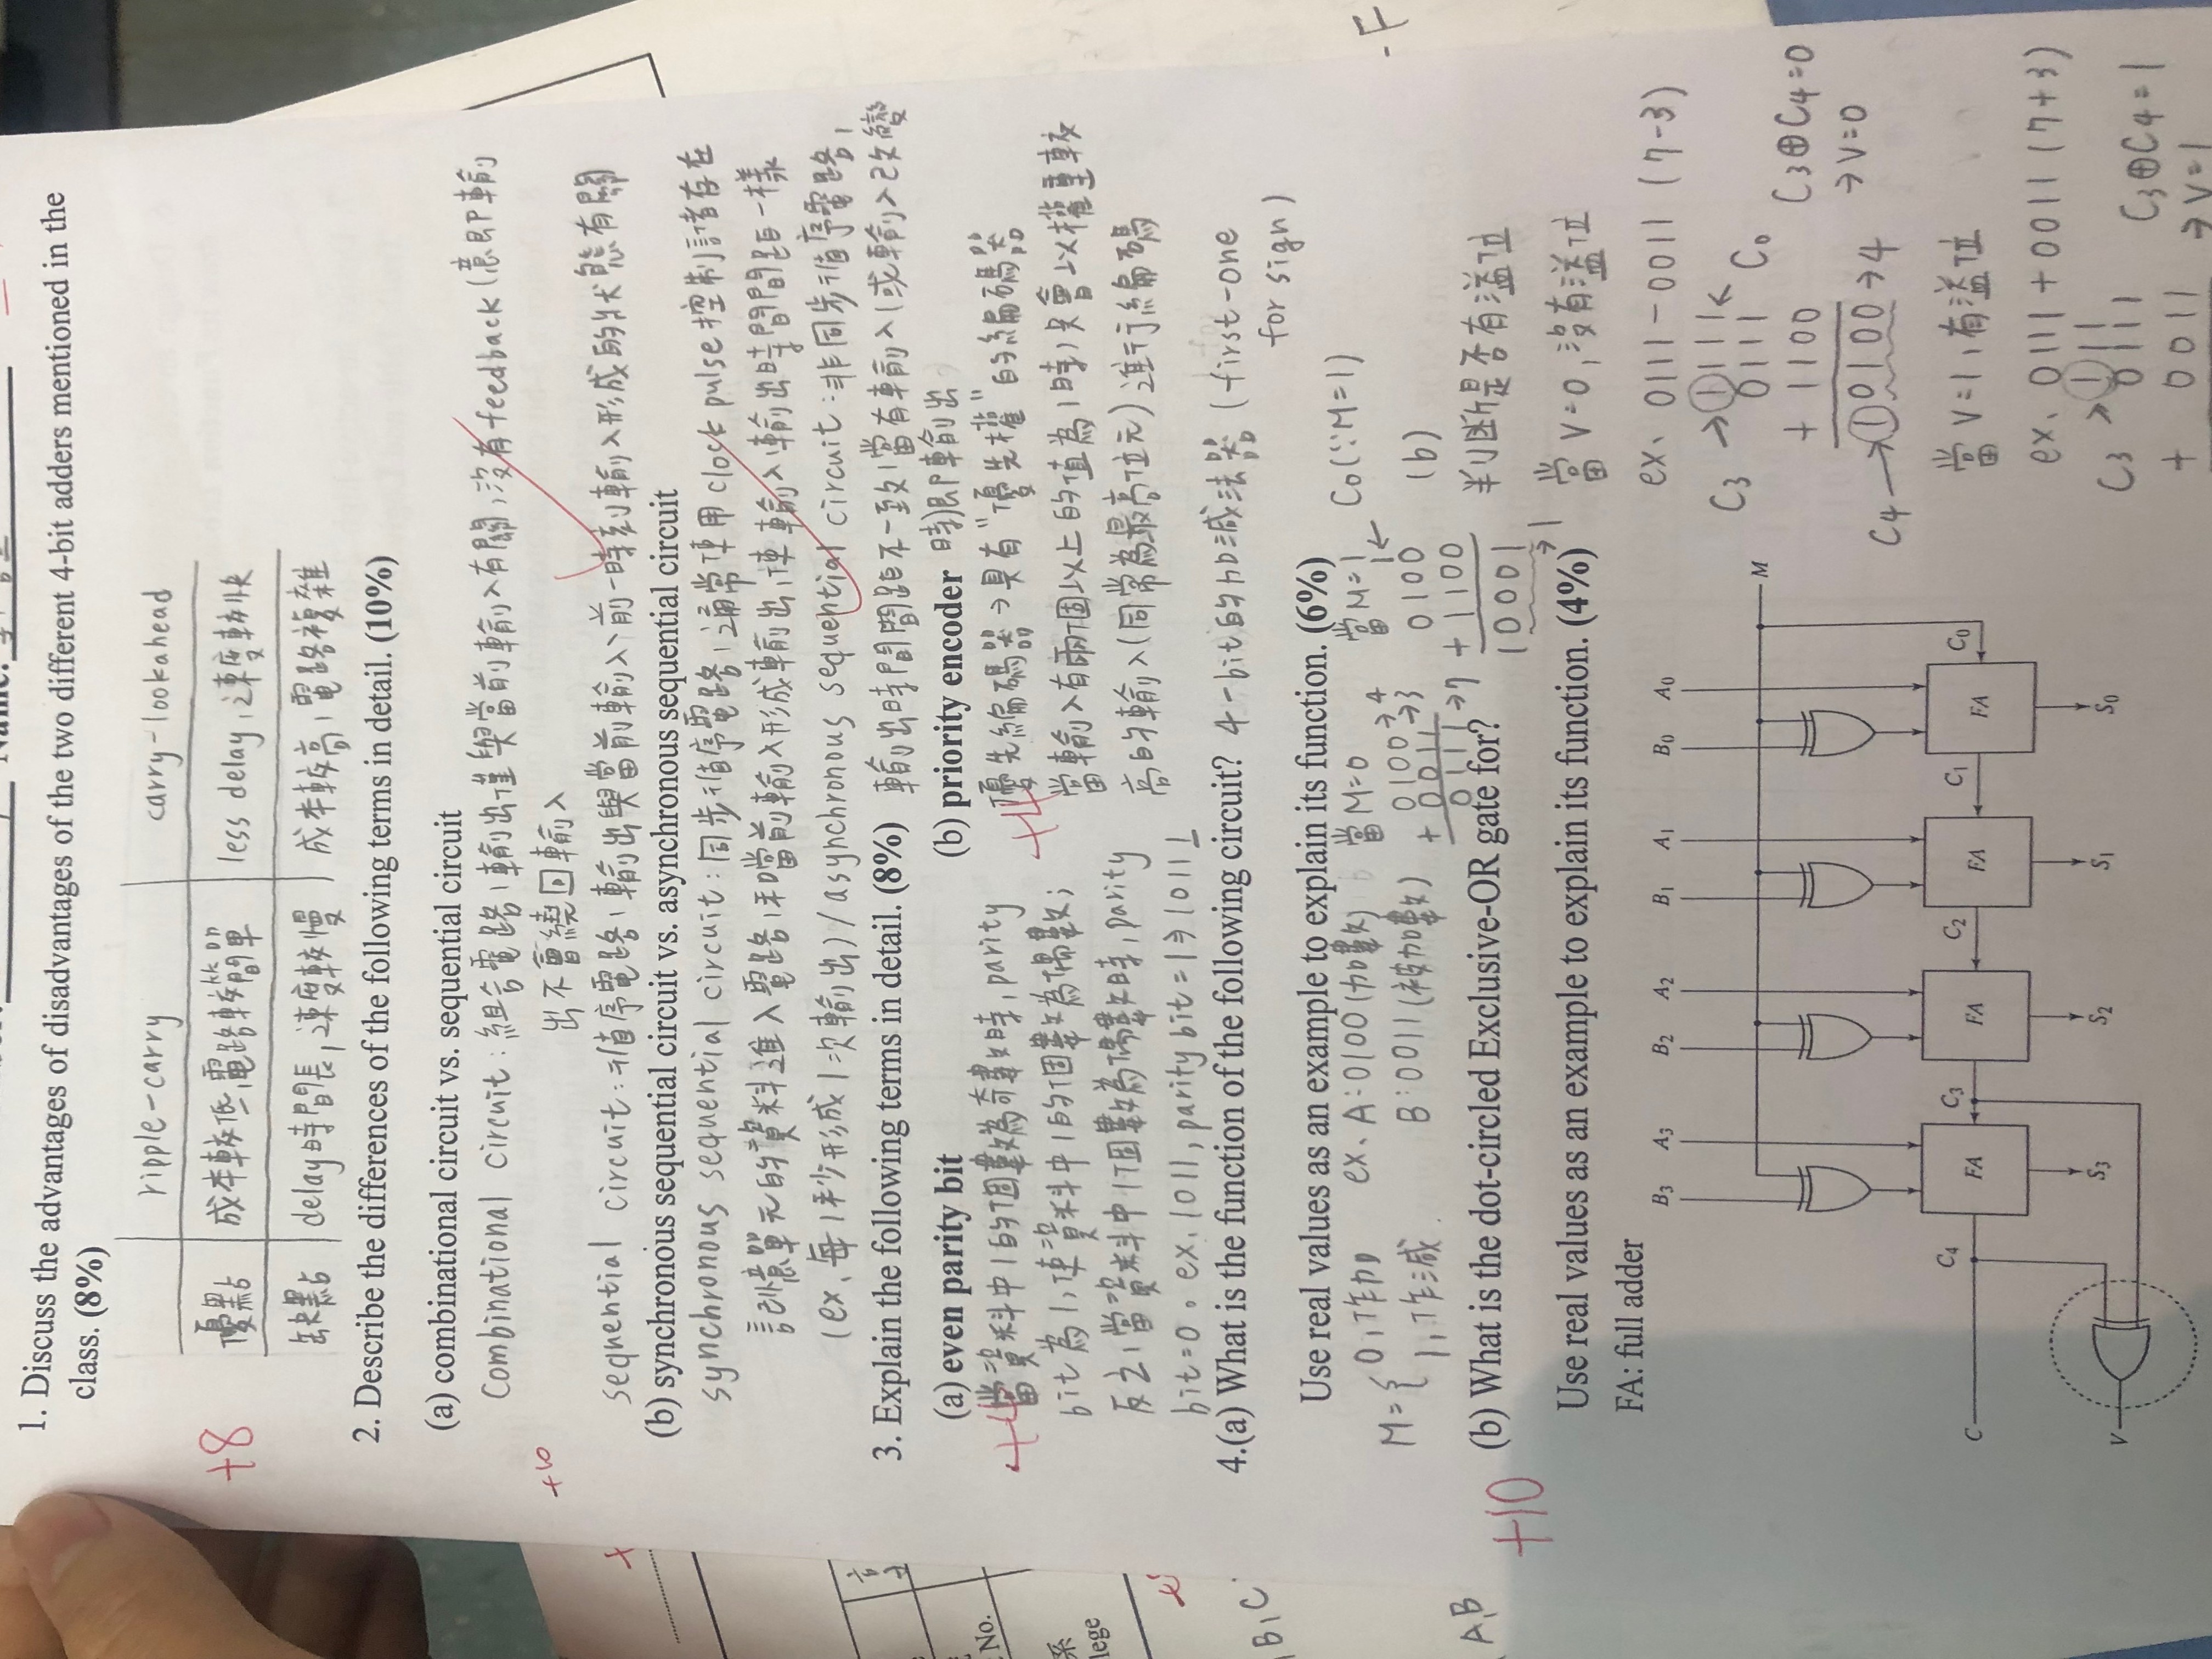 Name:
1. Discuss the advantages of disadvantages of the two different 4-bit adders mentioned in the
class. (8%)
ripple-carry carry-lookahead
+8
優點 成本較低,電路較簡單 less delay,速度較快
缺點 delay時間長,速度較慢 成本較高,電路複雜
2. Describe the differences of the following terms in detail. (10%)
(a) combinational circuit vs. sequential circuit
Combinational circuit:組合電路,輸出僅與當前輸入有關,沒有feedback(意即輸
+10
出不會繞回輸入
sequential circuit:循序電路,輸出與當前輸入、前一時刻輸入形成的狀態有關
(b) synchronous sequential circuit vs. asynchronous sequential circuit
synchronous sequential circuit:同步循序電路,通常使用clock pulse控制儲存在
記憶單元的資料進入電路,和當前輸入形成輸出,使輸入輸出時間間距一樣
(ex、每1秒形成1次輸出)/asynchronous sequential circuit:非同步循序電路,
3. Explain the following terms in detail. (8%) 輸出時間間距不一致,當有輸入(或輸入改變
(a) even parity bit (b) priority encoder 時)即輸出
+4 當資料中1的個數為奇數時,parity
bit為1,使資料中1的個數為偶數;
反之,當資料中1個數為偶數時,parity
bit=0。ex、1011,parity bit=1→10111
+4 優先編碼器→具有"優先權"的編碼器
當輸入有兩個以上的值為1時,只會以權重較
高的輸入(同常為最高位元)進行編碼
4.(a) What is the function of the following circuit? 4-bit的加減法器(first-one
for sign)
Use real values as an example to explain its function. (6%)
M={0,作加
1,作減
ex、A:0100(加數)
B:0011(被加數)
當M=0
0100→4
+0011→3
0111→7
當M=1
1← C0(∵M=1)
0100
+1100
10001
→1
+10
(b) What is the dot-circled Exclusive-OR gate for?
Use real values as an example to explain its function. (4%)
(b)
判斷是否有溢位
當V=0,沒有溢位
ex、0111-0011(7-3)
C3→1111← C0
0111
+1100
C4→10100→4
C3⊕C4=0
→V=0
當V=1,有溢位
ex、0111+0011(7+3)
C3→111
0111
+0011
C3⊕C4=1
→V=1
FA: full adder
B3 A3 B2 A2 B1 A1 B0 A0
M
C C4 FA C3 FA C2 FA C1 FA C0
S3 S2 S1 S0
V
No.
系
lege
B,C
A,B
-F